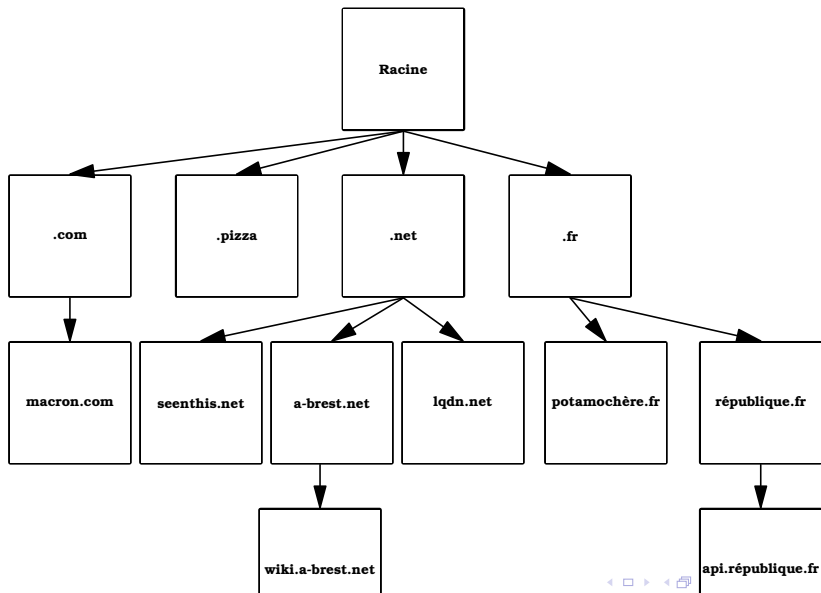 Racine
.com
.pizza
.net
.fr
macron.com
seenthis.net
a-brest.net
lqdn.net
potamochère.fr
république.fr
wiki.a-brest.net
api.république.fr